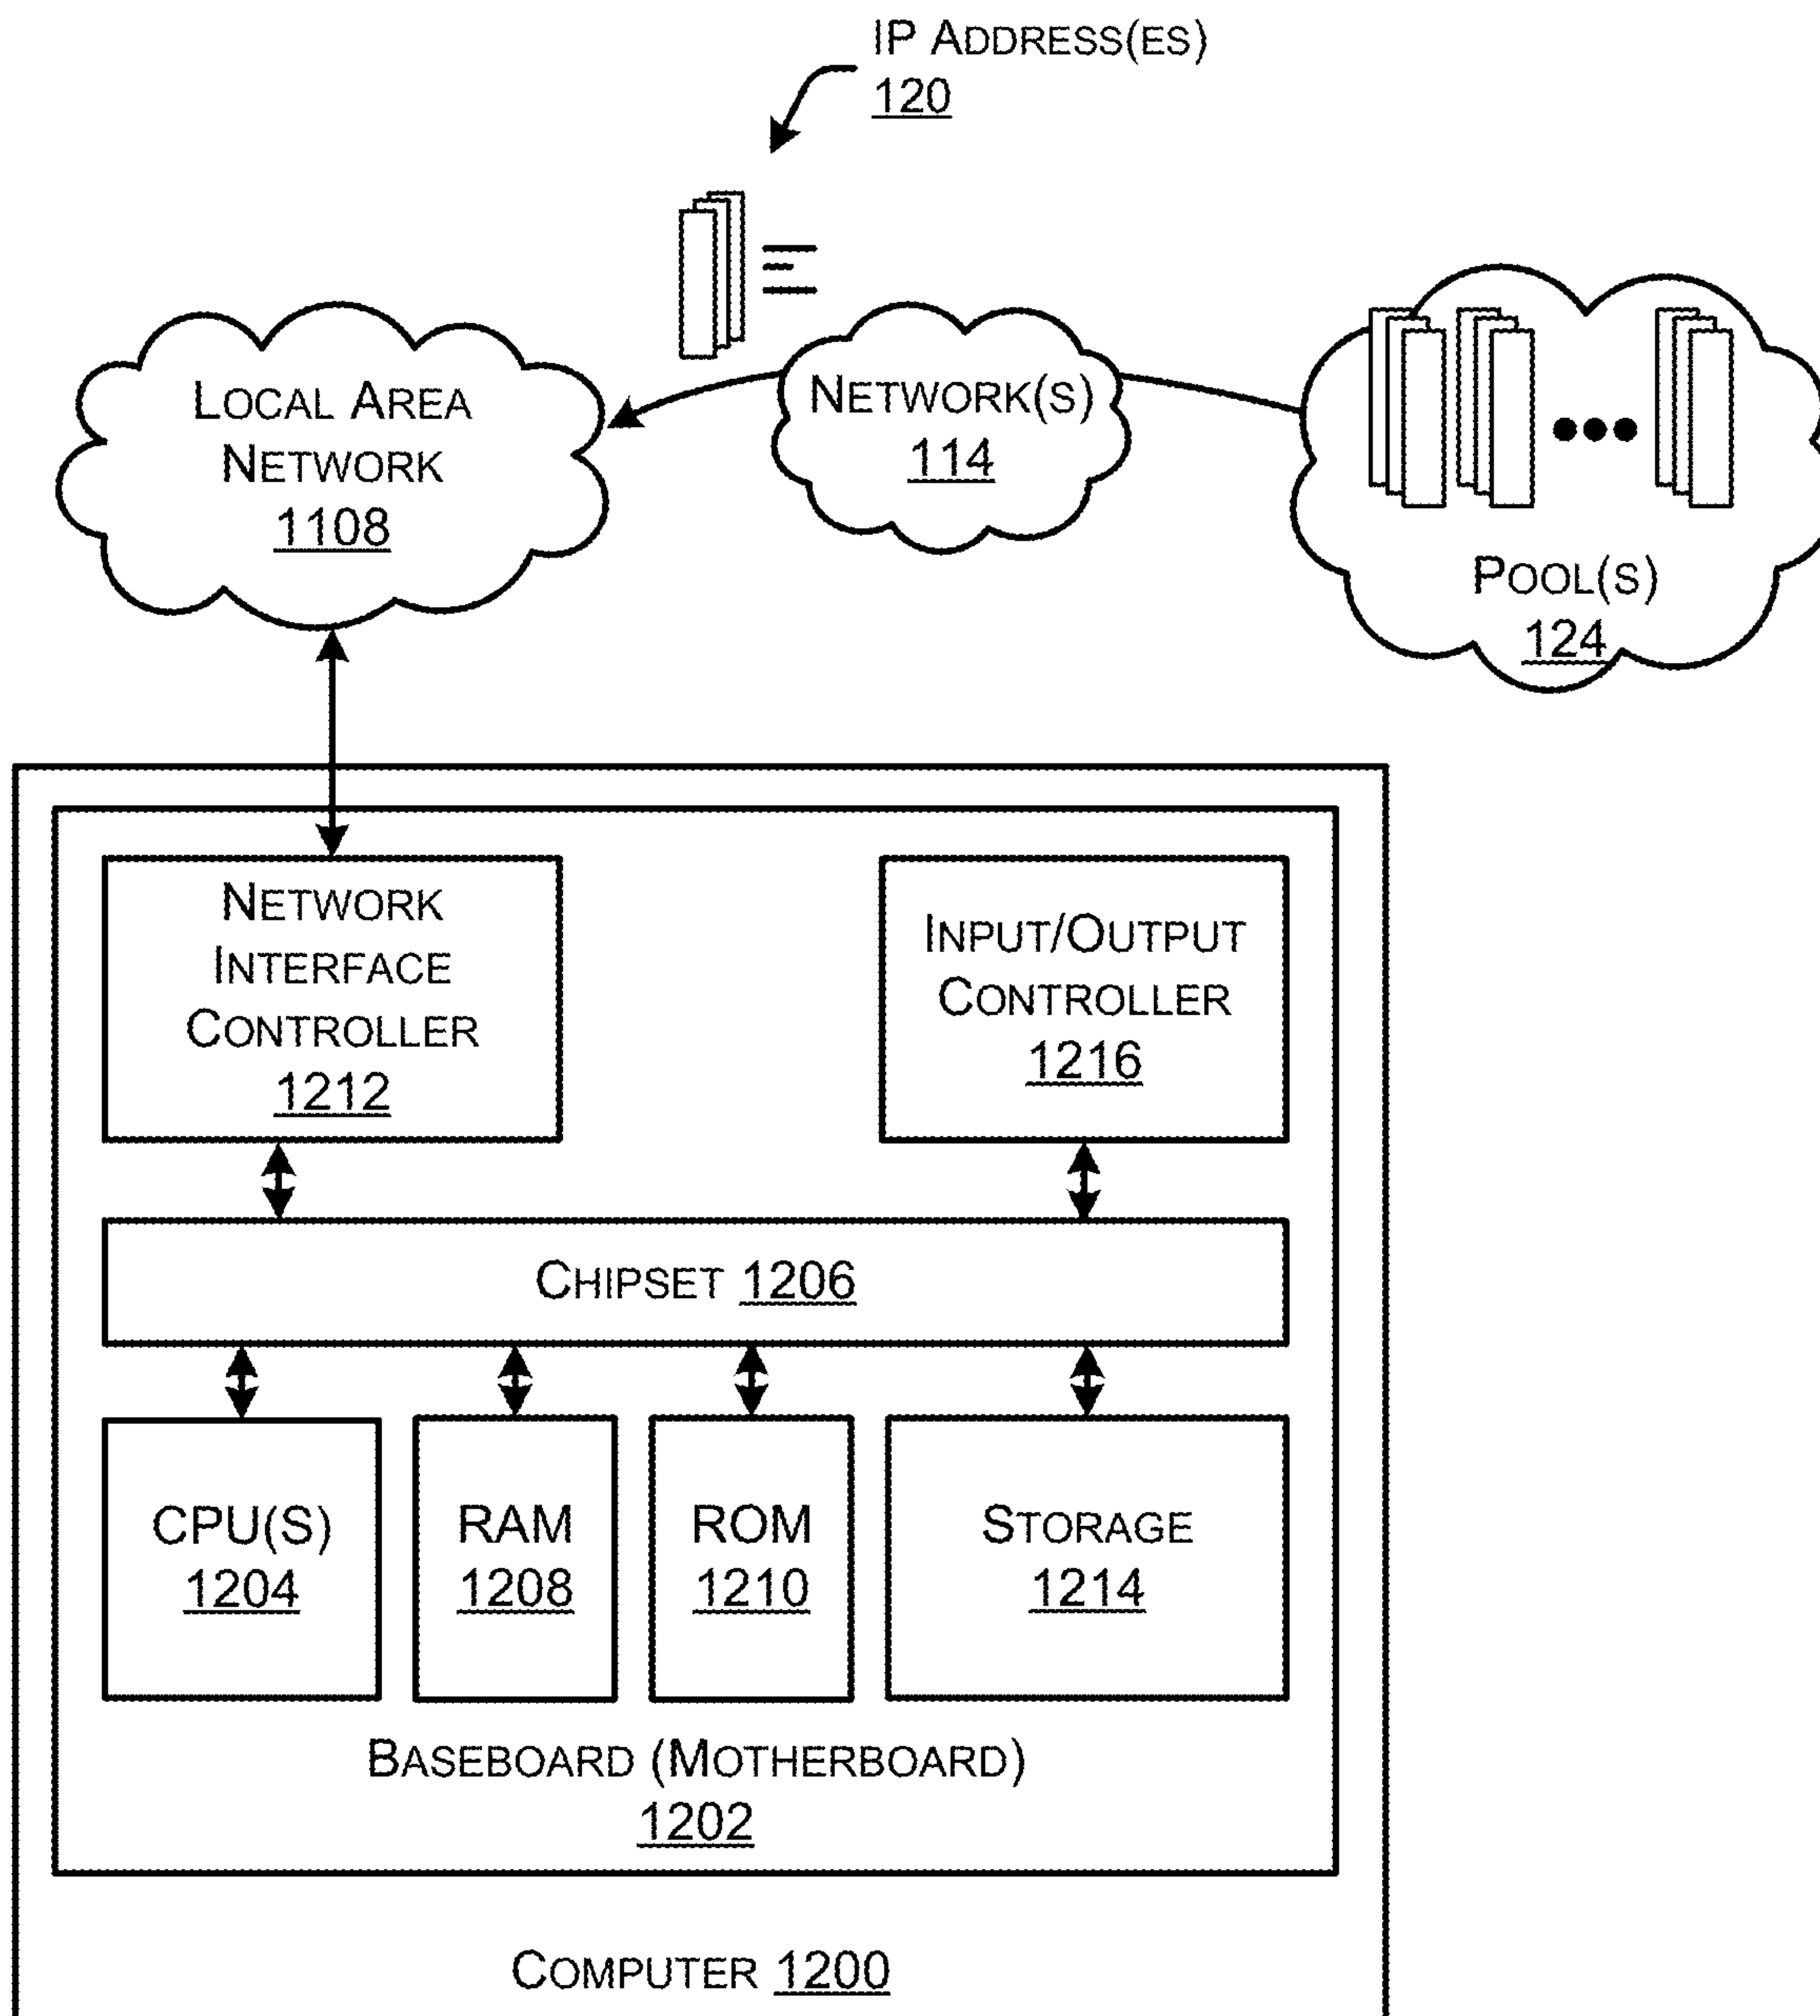 IP ADDRESS(ES)
120
LOCAL AREA
NETWORK
1108
NETWORK(S)
114
POOL(S)
124
NETWORK
INTERFACE
CONTROLLER
1212
INPUT/OUTPUT
CONTROLLER
1216
CHIPSET 1206
CPU(S)
1204
RAM
1208
ROM
1210
STORAGE
1214
BASEBOARD (MOTHERBOARD)
1202
COMPUTER 1200